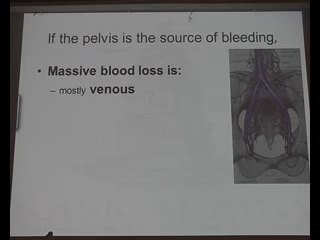 If the pelvis is the source of bleeding,
• Massive blood loss is:
– mostly venous